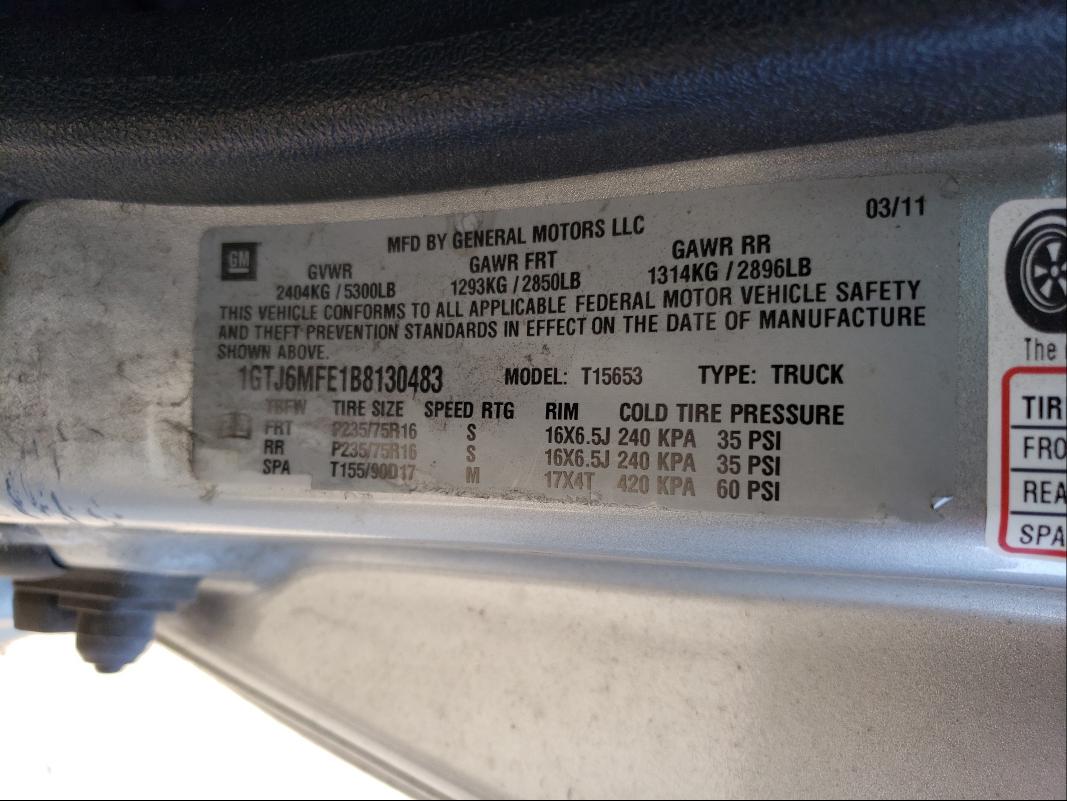 03/11
MFD BY GENERAL MOTORS LLC
GM
GVWR GAWR FRT GAWR RR
2404KG / 5300LB 1293KG / 2850LB 1314KG / 2896LB
THIS VEHICLE CONFORMS TO ALL APPLICABLE FEDERAL MOTOR VEHICLE SAFETY
AND THEFT PREVENTION STANDARDS IN EFFECT ON THE DATE OF MANUFACTURE
SHOWN ABOVE.
1GTJ6MFE1B8130483 MODEL: T15653 TYPE: TRUCK
TIRE SIZE SPEED RTG RIM COLD TIRE PRESSURE
FRT P235/75R16 S 16X6.5J 240 KPA 35 PSI
RR P235/75R16 S 16X6.5J 240 KPA 35 PSI
SPA T155/90D17 M 17X4T 420 KPA 60 PSI
The
TIR
FRO
REA
SPA